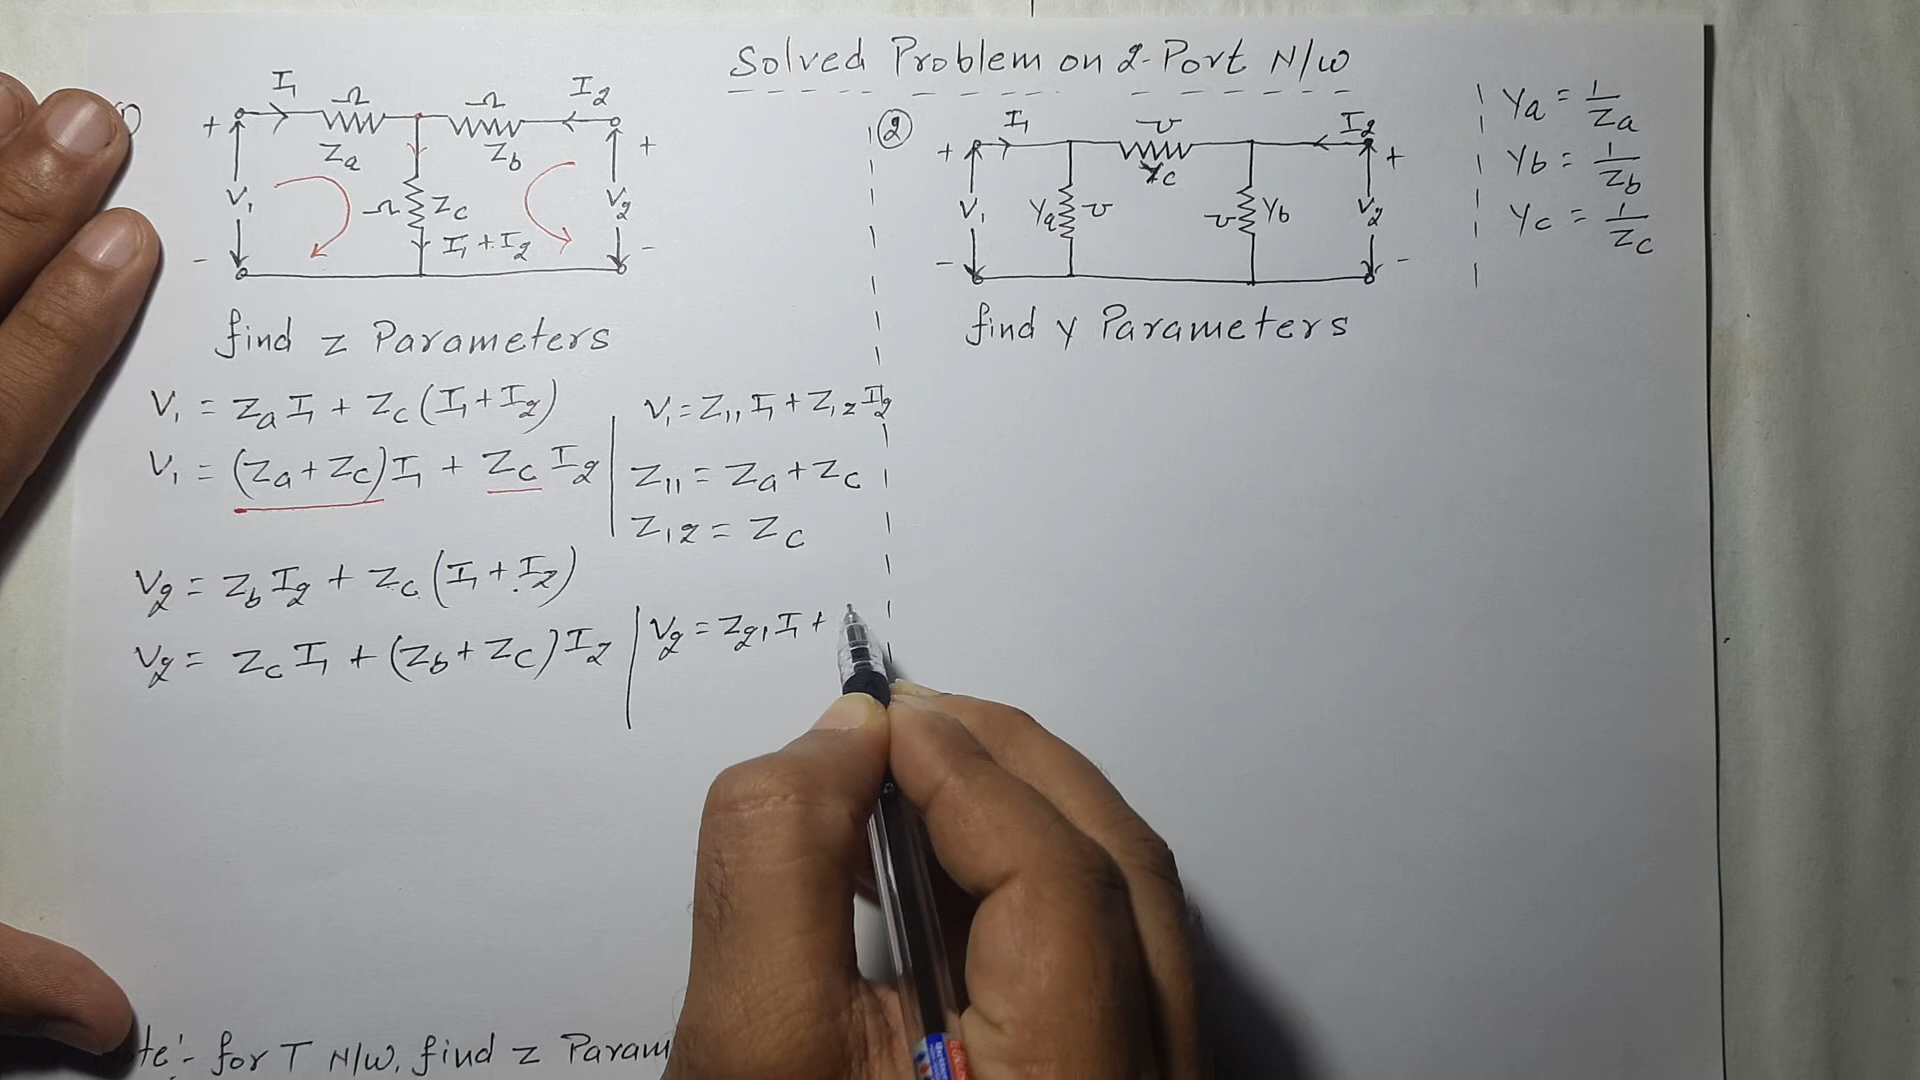 Solved Problem on 2-Port N/W
I1 Ω Ω I2
+ Za Zb +
V1 Ω Zc V2
- I1 + I2 -
find z Parameters
V1 = Za I1 + Zc (I1 + I2)
V1 = (Za + Zc) I1 + Zc I2
V1 = Z11 I1 + Z12 I2
Z11 = Za + Zc
Z12 = Zc
V2 = Zb I2 + Zc (I1 + I2)
V2 = Zc I1 + (Zb + Zc) I2
V2 = Z21 I1 +
for T N/W, find z Param
②
I1 ℧ I2
+ Yc +
V1 Ya ℧ ℧ Yb V2
- -
find y Parameters
Ya = 1/Za
Yb = 1/Zb
Yc = 1/Zc